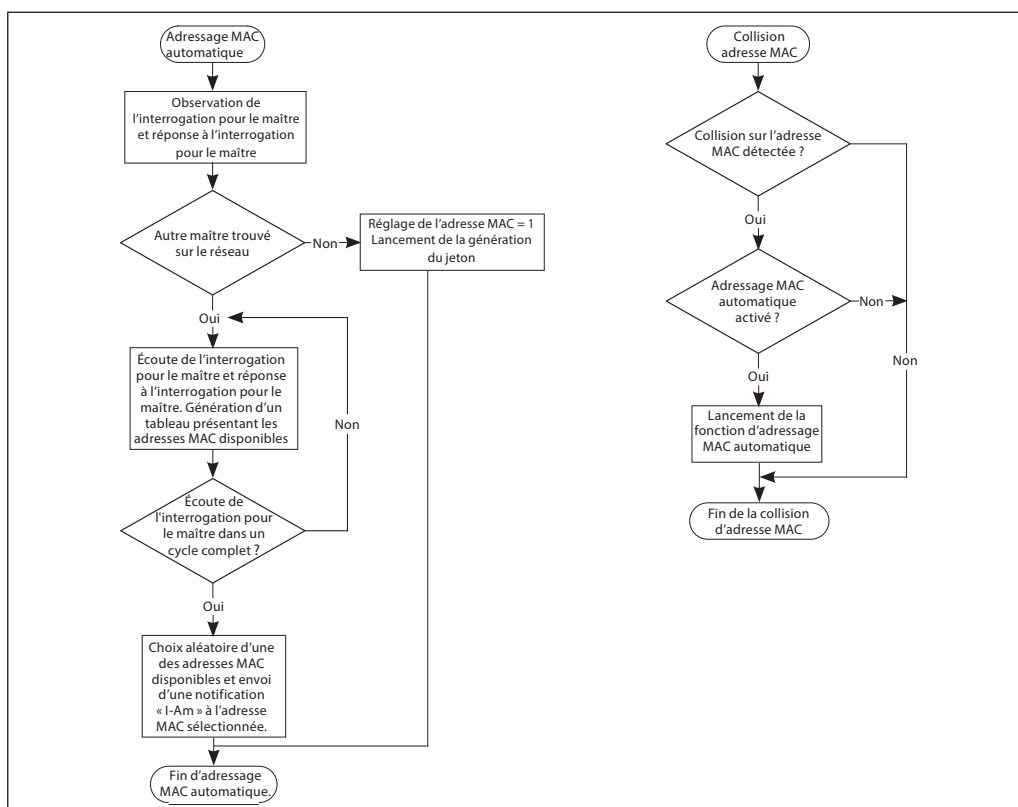 Adressage MAC
automatique
Observation de
l'interrogation pour le maître
et réponse à l'interrogation
pour le maître
Autre maître trouvé
sur le réseau
Non
Réglage de l'adresse MAC = 1
Lancement de la génération
du jeton
Oui
Écoute de l'interrogation
pour le maître et réponse
à l'interrogation pour le
maître. Génération d'un
tableau présentant les
adresses MAC disponibles
Non
Écoute de
l'interrogation pour
le maître dans un
cycle complet ?
Oui
Choix aléatoire d'une
des adresses MAC
disponibles et envoi
d'une notification
« I-Am » à l'adresse
MAC sélectionnée.
Fin d'adressage
MAC automatique.
Collision
adresse MAC
Collision sur l'adresse
MAC détectée ?
Oui
Adressage MAC
automatique
activé ?
Non
Non
Oui
Lancement de la
fonction d'adressage
MAC automatique
Fin de la collision
d'adresse MAC